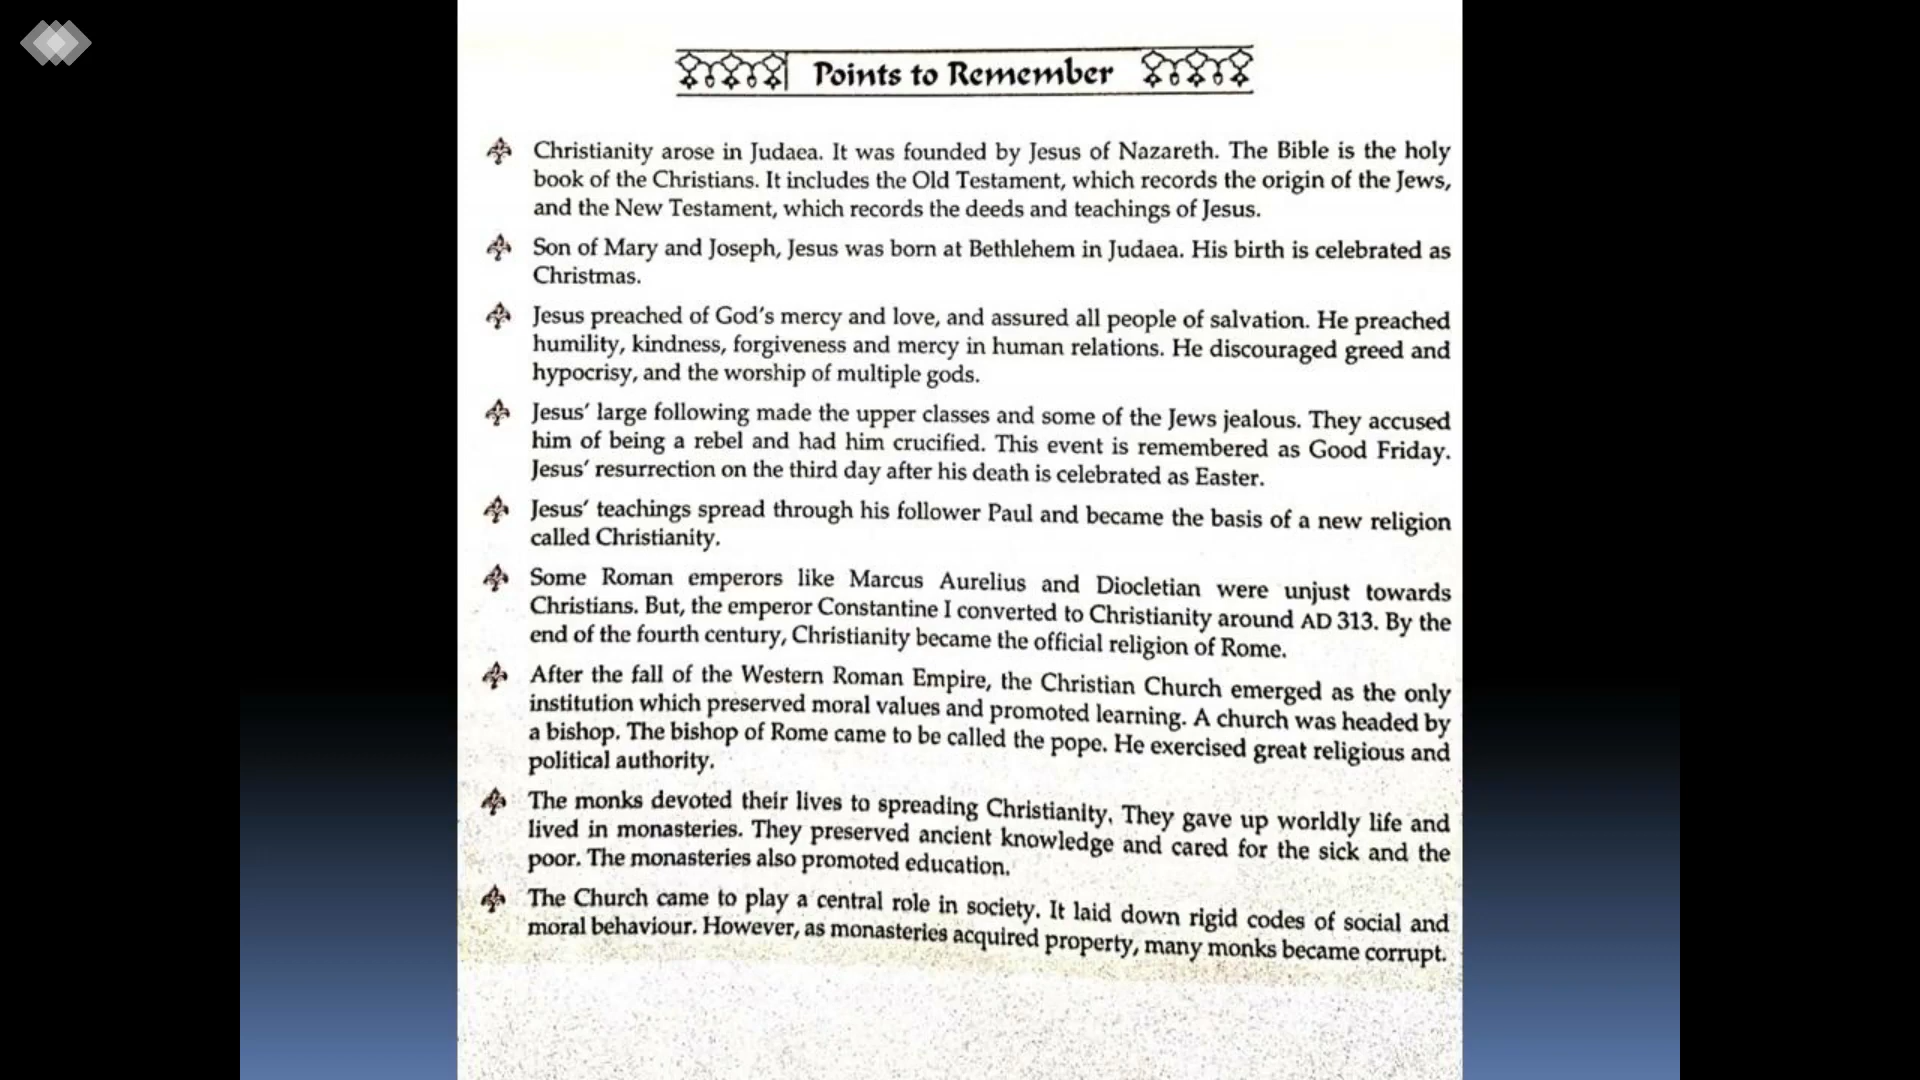 Points to Remember
Christianity arose in Judaea. It was founded by Jesus of Nazareth. The Bible is the holy
book of the Christians. It includes the Old Testament, which records the origin of the Jews,
and the New Testament, which records the deeds and teachings of Jesus.
Son of Mary and Joseph, Jesus was born at Bethlehem in Judaea. His birth is celebrated as
Christmas.
Jesus preached of God's mercy and love, and assured all people of salvation. He preached
humility, kindness, forgiveness and mercy in human relations. He discouraged greed and
hypocrisy, and the worship of multiple gods.
Jesus' large following made the upper classes and some of the Jews jealous. They accused
him of being a rebel and had him crucified. This event is remembered as Good Friday.
Jesus' resurrection on the third day after his death is celebrated as Easter.
Jesus' teachings spread through his follower Paul and became the basis of a new religion
called Christianity.
Some Roman emperors like Marcus Aurelius and Diocletian were unjust towards
Christians. But, the emperor Constantine I converted to Christianity around AD 313. By the
end of the fourth century, Christianity became the official religion of Rome.
After the fall of the Western Roman Empire, the Christian Church emerged as the only
institution which preserved moral values and promoted learning. A church was headed by
a bishop. The bishop of Rome came to be called the pope. He exercised great religious and
political authority.
The monks devoted their lives to spreading Christianity. They gave up worldly life and
lived in monasteries. They preserved ancient knowledge and cared for the sick and the
poor. The monasteries also promoted education.
The Church came to play a central role in society. It laid down rigid codes of social and
moral behaviour. However, as monasteries acquired property, many monks became corrupt.